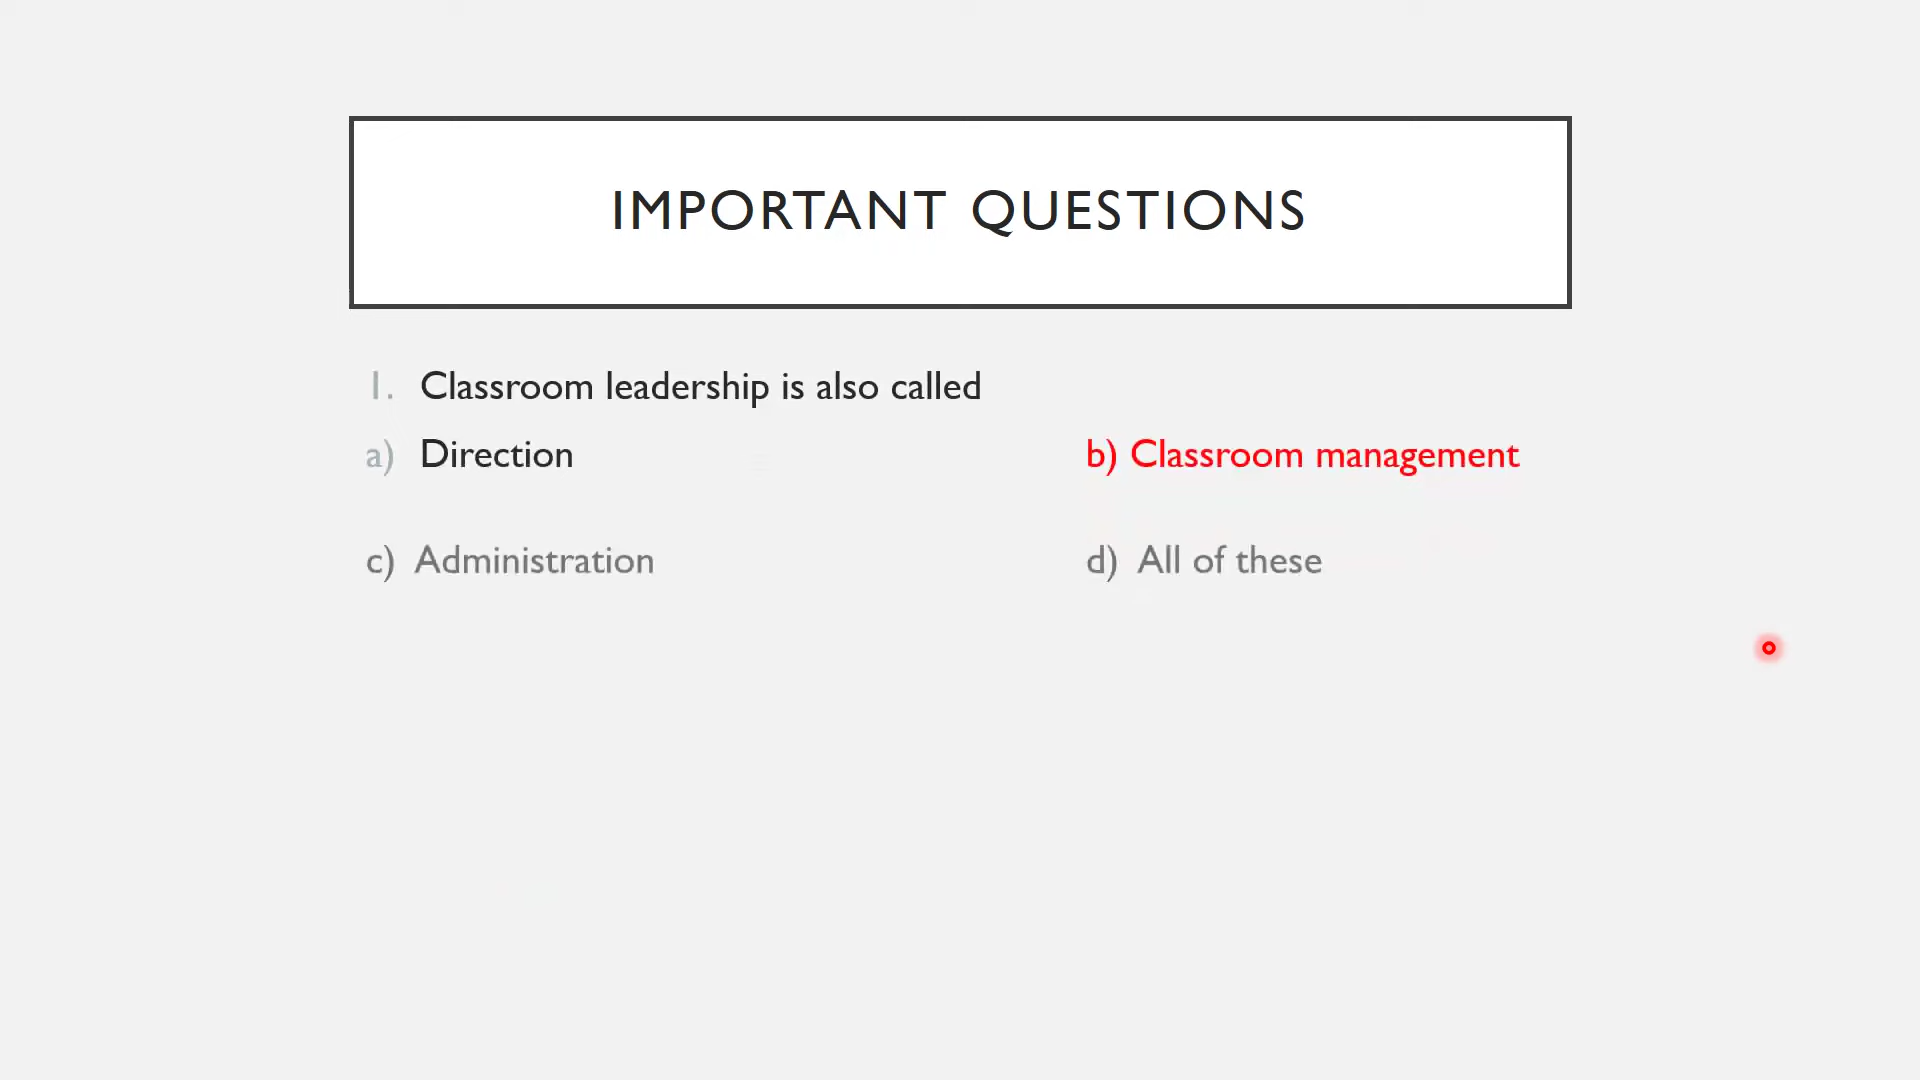 IMPORTANT QUESTIONS
1. Classroom leadership is also called
a) Direction b) Classroom management
c) Administration d) All of these